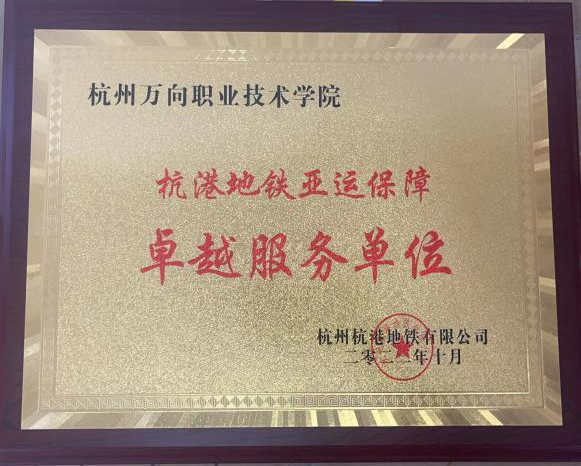 杭州万向职业技术学院
杭港地铁亚运保障
卓越服务单位
杭州杭港地铁有限公司
二零二三年十月